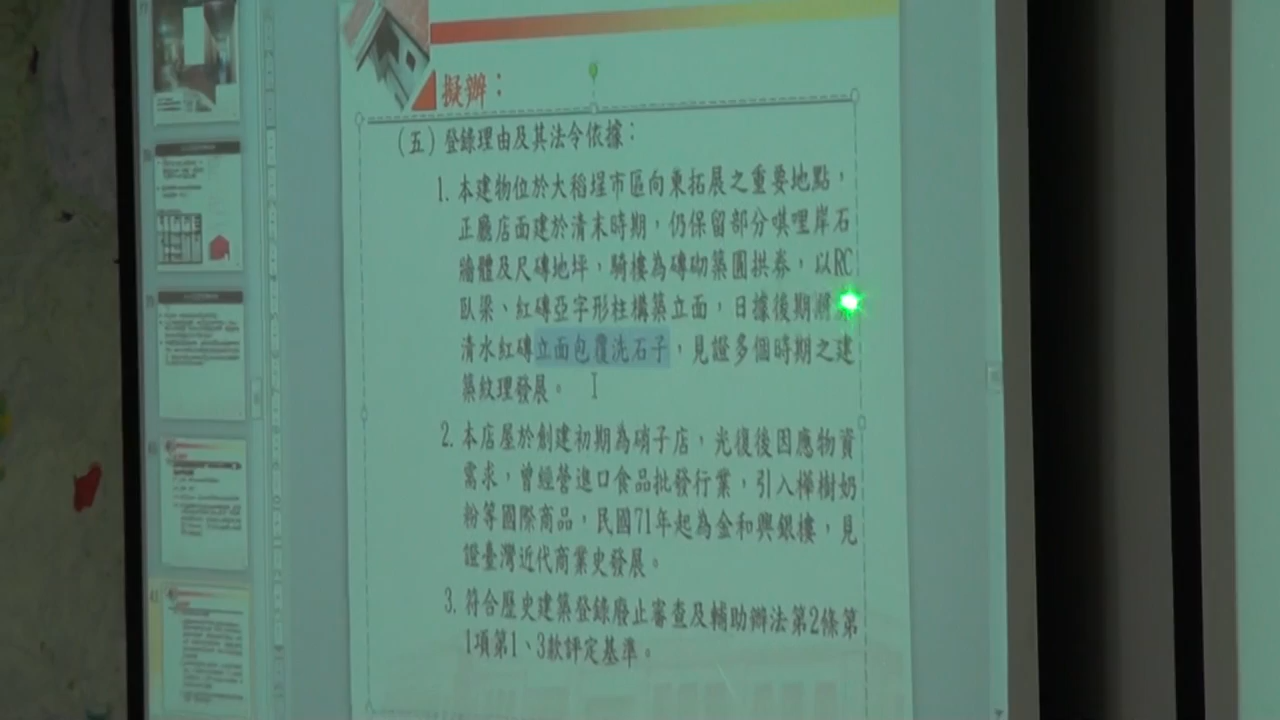 擬辦：
（五）登錄理由及其法令依據：
1. 本建物位於大稻埕市區向東拓展之重要地點，
正廳店面建於清末時期，仍保留部分唭哩岸石
牆體及尺磚地坪，騎樓為磚砌築圓拱券，以RC
臥梁、紅磚亞字形柱構築立面，日據後期將
清水紅磚立面包覆洗石子，見證多個時期之建
築紋理發展。
2. 本店屋於創建初期為硝子店，光復後因應物資
需求，曾經營進口食品批發行業，引入樺樹奶
粉等國際商品，民國71年起為金和興銀樓，見
證臺灣近代商業史發展。
3. 符合歷史建築登錄廢止審查及輔助辦法第2條第
1項第1、3款評定基準。